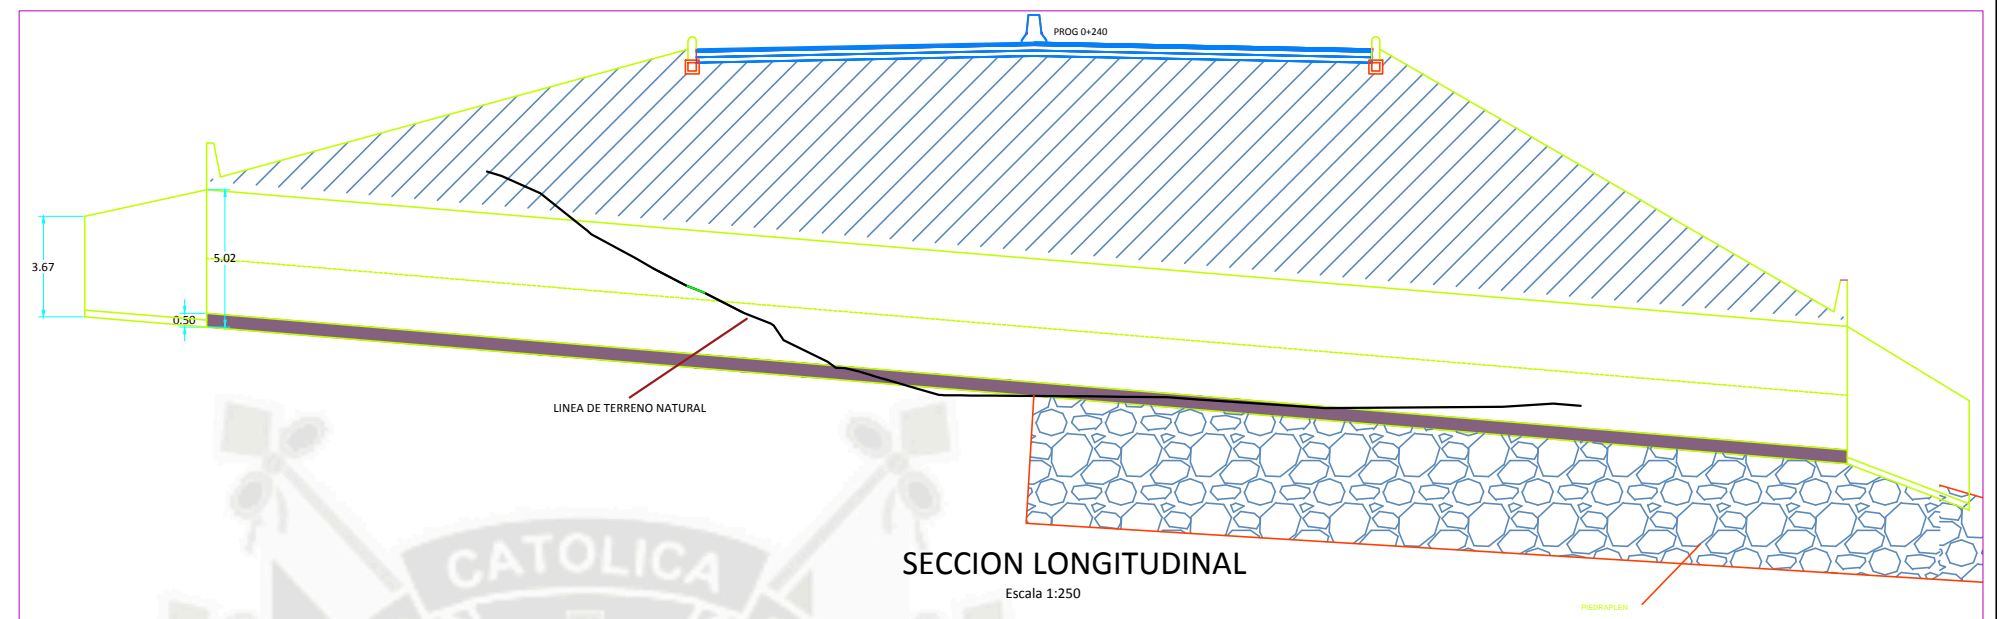 PROG 0+240
3.67
5.02
0.50
LINEA DE TERRENO NATURAL
CATOLICA
SECCION LONGITUDINAL
Escala 1:250
PIEDRAPLEN